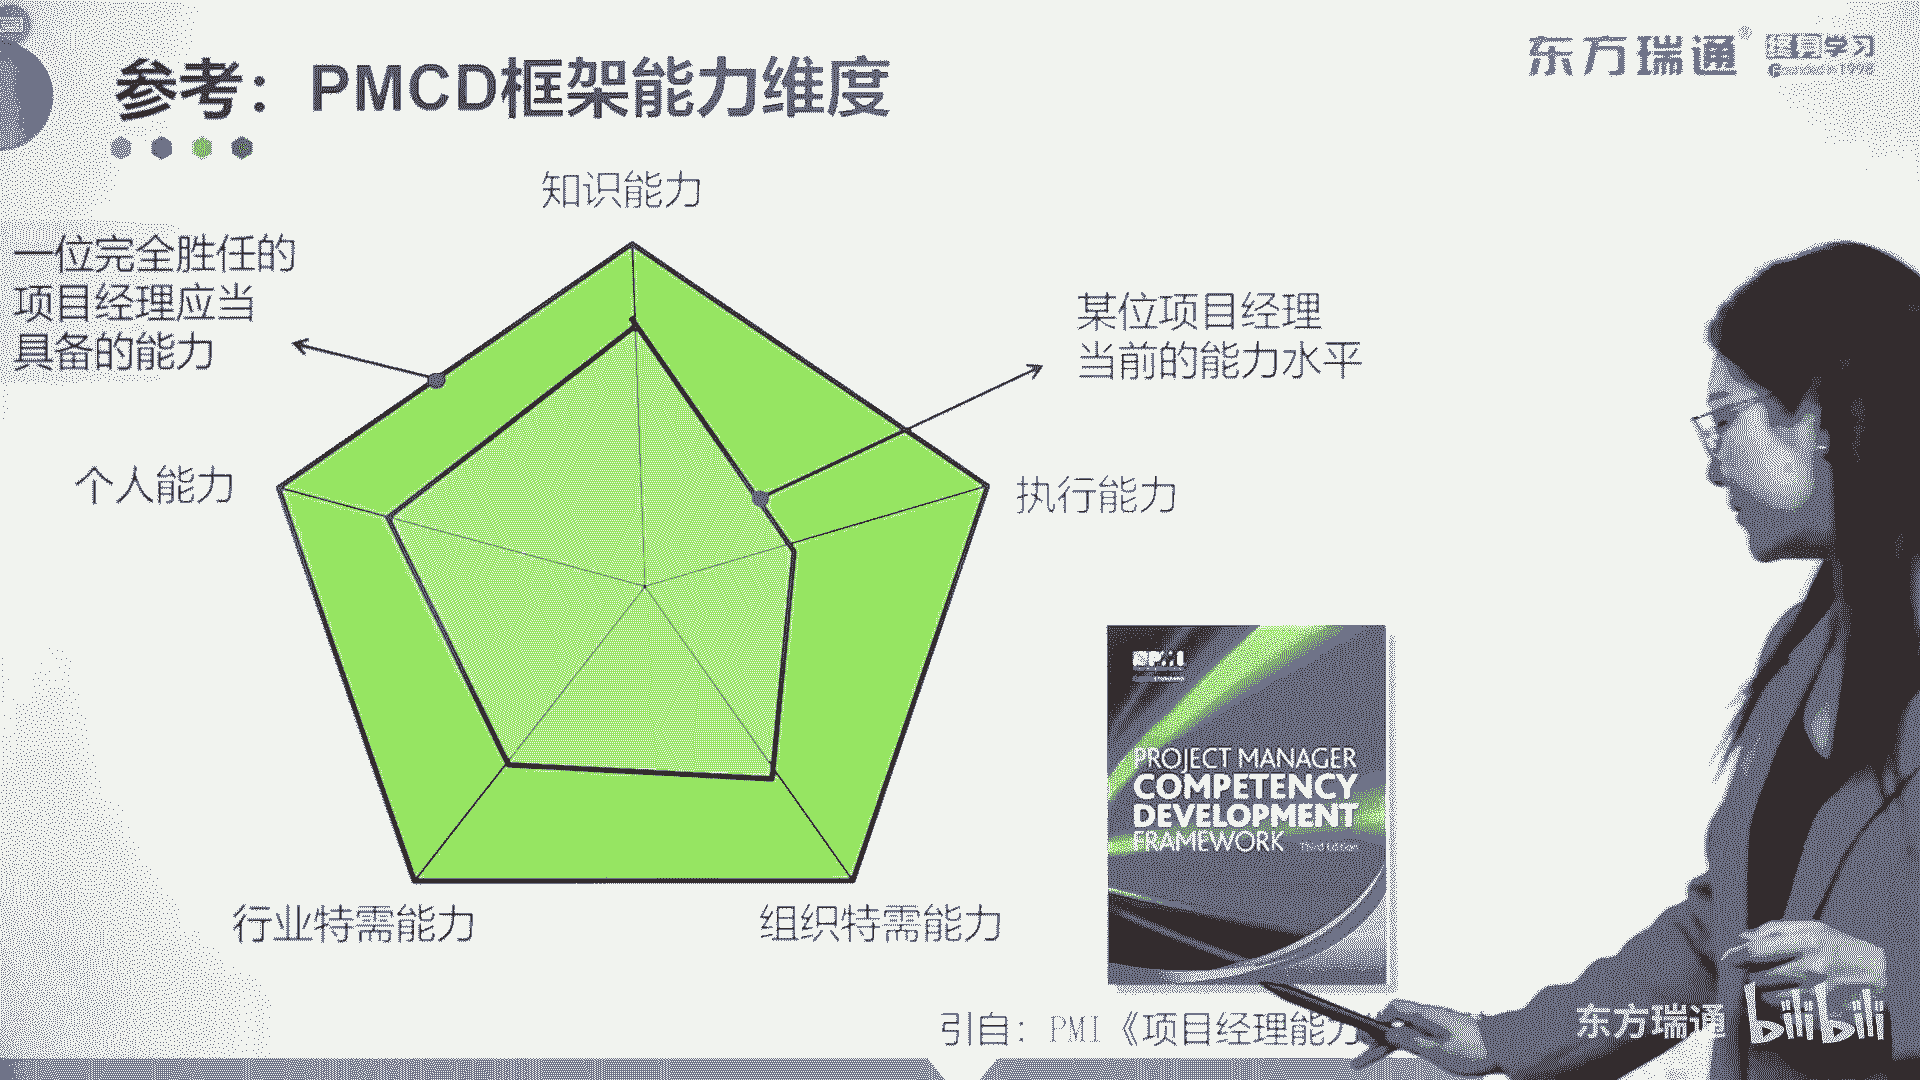 参考：PMCD框架能力维度
东方瑞通
学习
Founded in 1998
知识能力
一位完全胜任的
项目经理应当
具备的能力
某位项目经理
当前的能力水平
个人能力
执行能力
行业特需能力
组织特需能力
PMI
PROJECT MANAGER
COMPETENCY
DEVELOPMENT
FRAMEWORK Third Edition
引自：PMI《项目经理能力
东方瑞通 bilibili